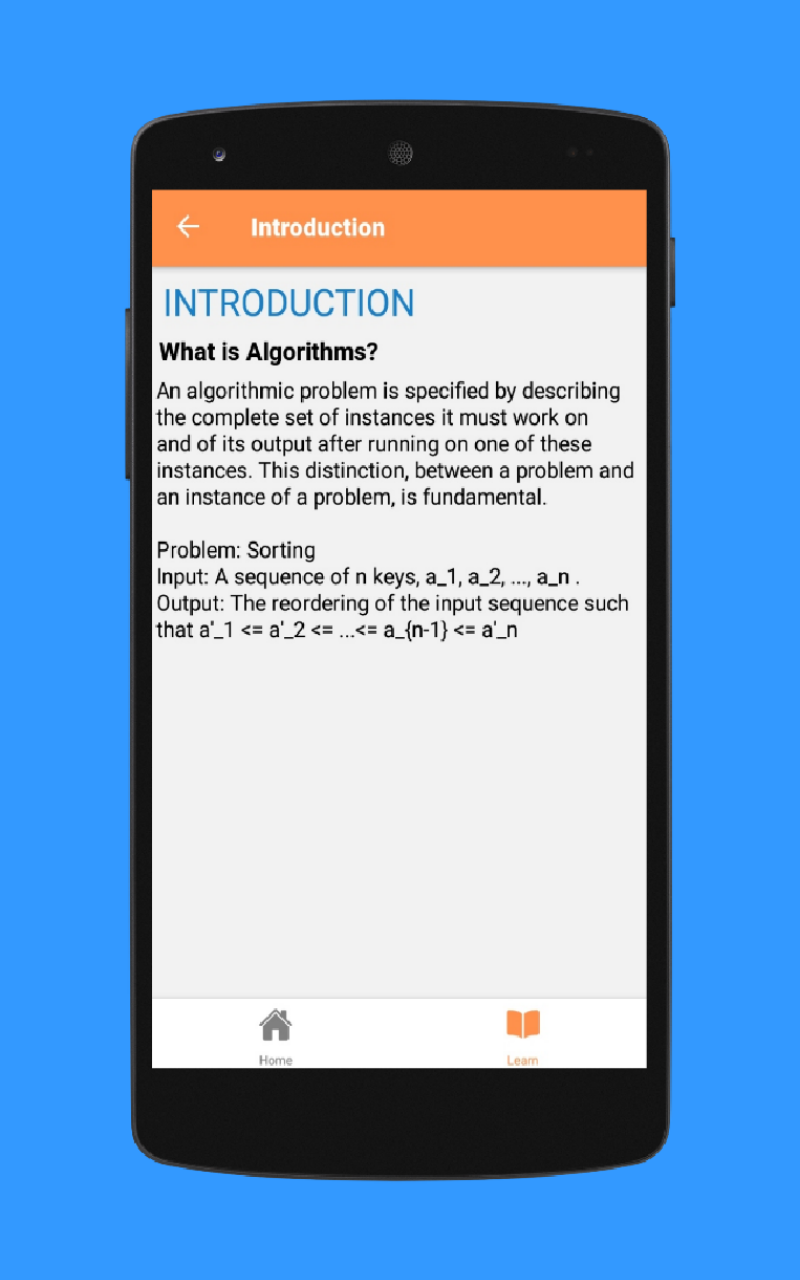 Introduction
INTRODUCTION
What is Algorithms?
An algorithmic problem is specified by describing
the complete set of instances it must work on
and of its output after running on one of these
instances. This distinction, between a problem and
an instance of a problem, is fundamental.
Problem: Sorting
Input: A sequence of n keys, a_1, a_2, ..., a_n .
Output: The reordering of the input sequence such
that a'_1 <= a'_2 <= ...<= a_{n-1} <= a'_n
Home
Learn